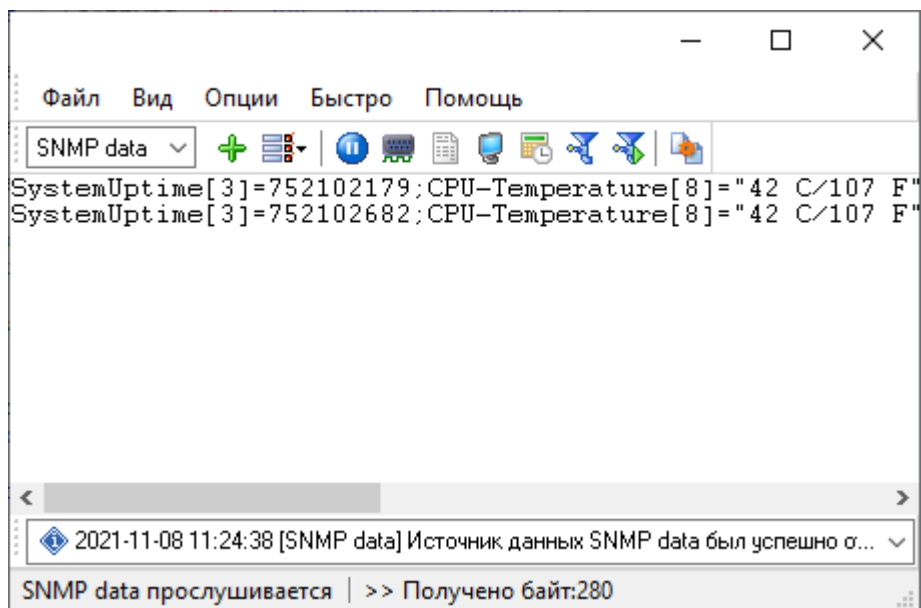 Файл Вид Опции Быстро Помощь
SNMP data
SystemUptime[3]=752102179;CPU-Temperature[8]="42 C/107 F"
SystemUptime[3]=752102682;CPU-Temperature[8]="42 C/107 F"
2021-11-08 11:24:38 [SNMP data] Источник данных SNMP data был успешно о...
SNMP data прослушивается | >> Получено байт:280